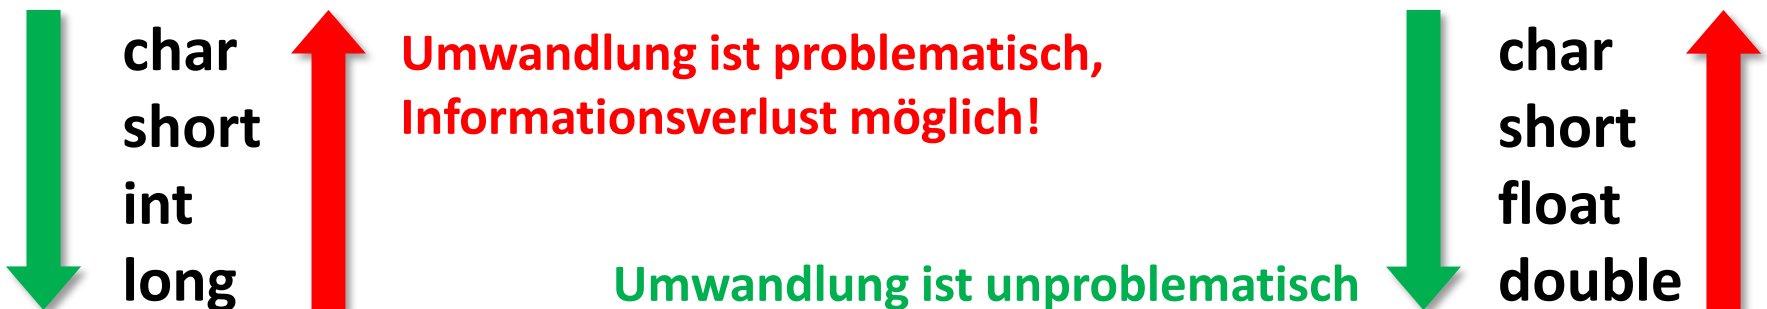 char
short
int
long
Umwandlung ist problematisch,
Informationsverlust möglich!
Umwandlung ist unproblematisch
char
short
float
double